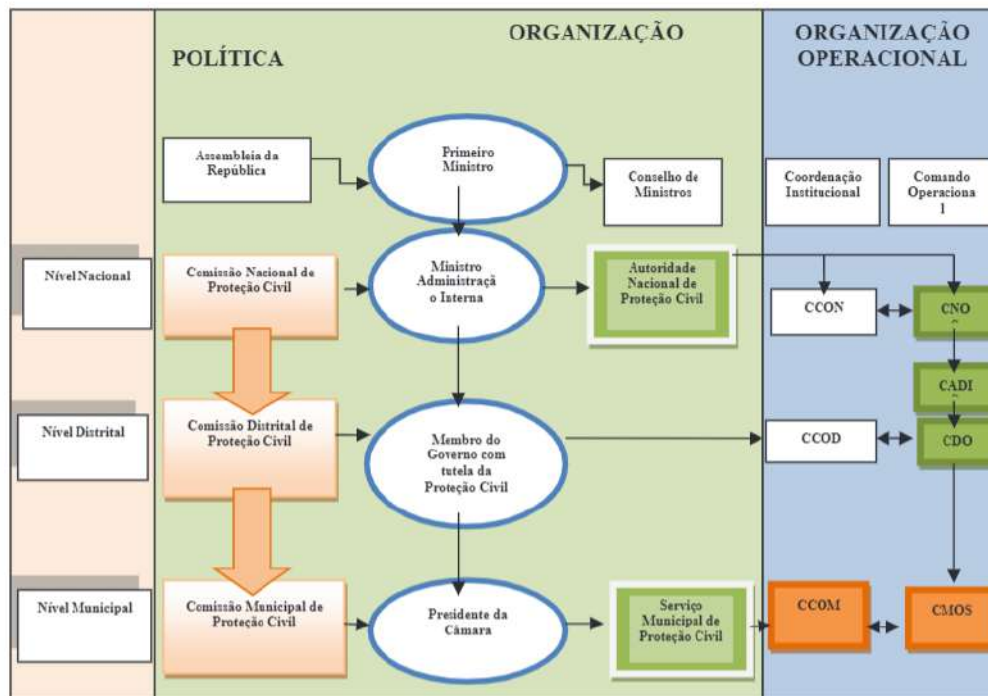 ORGANIZAÇÃO
POLÍTICA
ORGANIZAÇÃO
OPERACIONAL
Assembleia da
República
Primeiro
Ministro
Conselho de
Ministros
Coordenação
Institucional
Comando
Operaciona
l
Nível Nacional
Comissão Nacional de
Proteção Civil
Ministro
Administraçã
o Interna
Autoridade
Nacional de
Proteção Civil
CCON
CNO
CADI
Nível Distrital
Comissão Distrital de
Proteção Civil
Membro do
Governo com
tutela da
Proteção Civil
CCOD
CDO
Nível Municipal
Comissão Municipal de
Proteção Civil
Presidente da
Câmara
Serviço
Municipal de
Proteção Civil
CCOM
CMOS